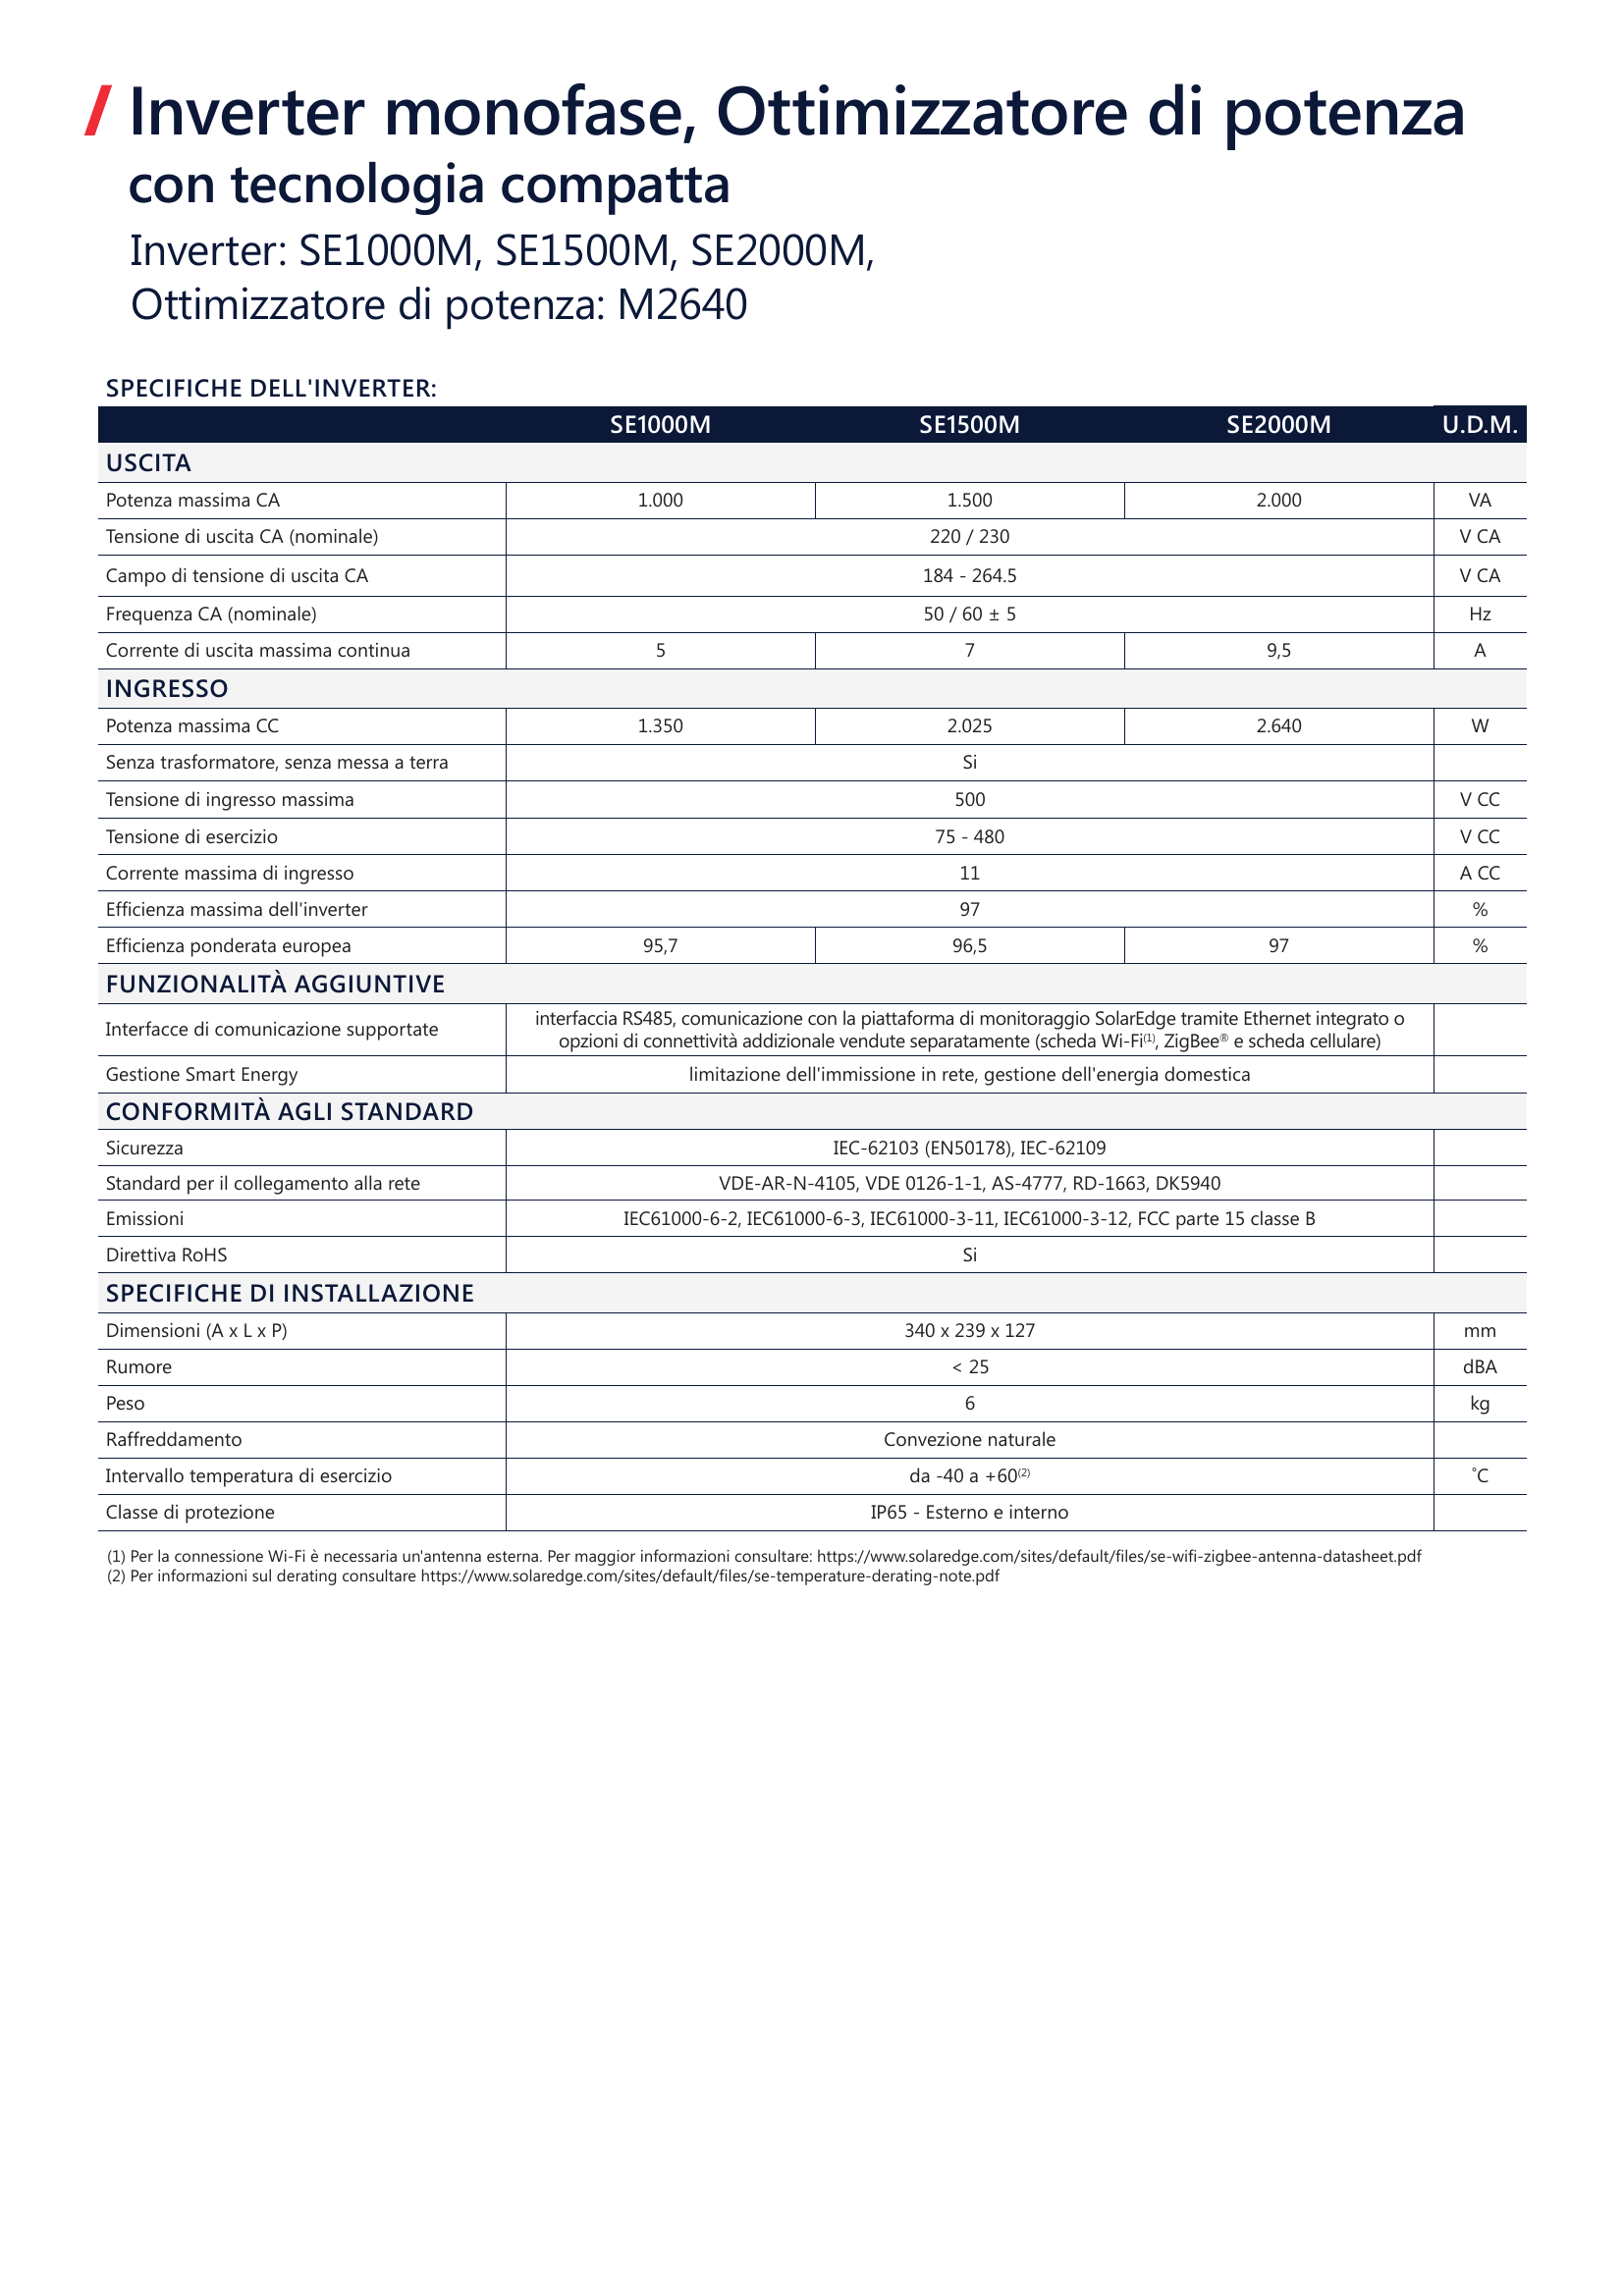 / Inverter monofase, Ottimizzatore di potenza
con tecnologia compatta
Inverter: SE1000M, SE1500M, SE2000M,
Ottimizzatore di potenza: M2640
SPECIFICHE DELL'INVERTER:
SE1000M SE1500M SE2000M U.D.M.
USCITA
Potenza massima CA 1.000 1.500 2.000 VA
Tensione di uscita CA (nominale) 220 / 230 V CA
Campo di tensione di uscita CA 184 - 264.5 V CA
Frequenza CA (nominale) 50 / 60 ± 5 Hz
Corrente di uscita massima continua 5 7 9,5 A
INGRESSO
Potenza massima CC 1.350 2.025 2.640 W
Senza trasformatore, senza messa a terra Si
Tensione di ingresso massima 500 V CC
Tensione di esercizio 75 - 480 V CC
Corrente massima di ingresso 11 A CC
Efficienza massima dell'inverter 97 %
Efficienza ponderata europea 95,7 96,5 97 %
FUNZIONALITÀ AGGIUNTIVE
Interfacce di comunicazione supportate interfaccia RS485, comunicazione con la piattaforma di monitoraggio SolarEdge tramite Ethernet integrato o
opzioni di connettività addizionale vendute separatamente (scheda Wi-Fi(1), ZigBee® e scheda cellulare)
Gestione Smart Energy limitazione dell'immissione in rete, gestione dell'energia domestica
CONFORMITÀ AGLI STANDARD
Sicurezza IEC-62103 (EN50178), IEC-62109
Standard per il collegamento alla rete VDE-AR-N-4105, VDE 0126-1-1, AS-4777, RD-1663, DK5940
Emissioni IEC61000-6-2, IEC61000-6-3, IEC61000-3-11, IEC61000-3-12, FCC parte 15 classe B
Direttiva RoHS Si
SPECIFICHE DI INSTALLAZIONE
Dimensioni (A x L x P) 340 x 239 x 127 mm
Rumore < 25 dBA
Peso 6 kg
Raffreddamento Convezione naturale
Intervallo temperatura di esercizio da -40 a +60(2) °C
Classe di protezione IP65 - Esterno e interno
(1) Per la connessione Wi-Fi è necessaria un'antenna esterna. Per maggior informazioni consultare: https://www.solaredge.com/sites/default/files/se-wifi-zigbee-antenna-datasheet.pdf
(2) Per informazioni sul derating consultare https://www.solaredge.com/sites/default/files/se-temperature-derating-note.pdf